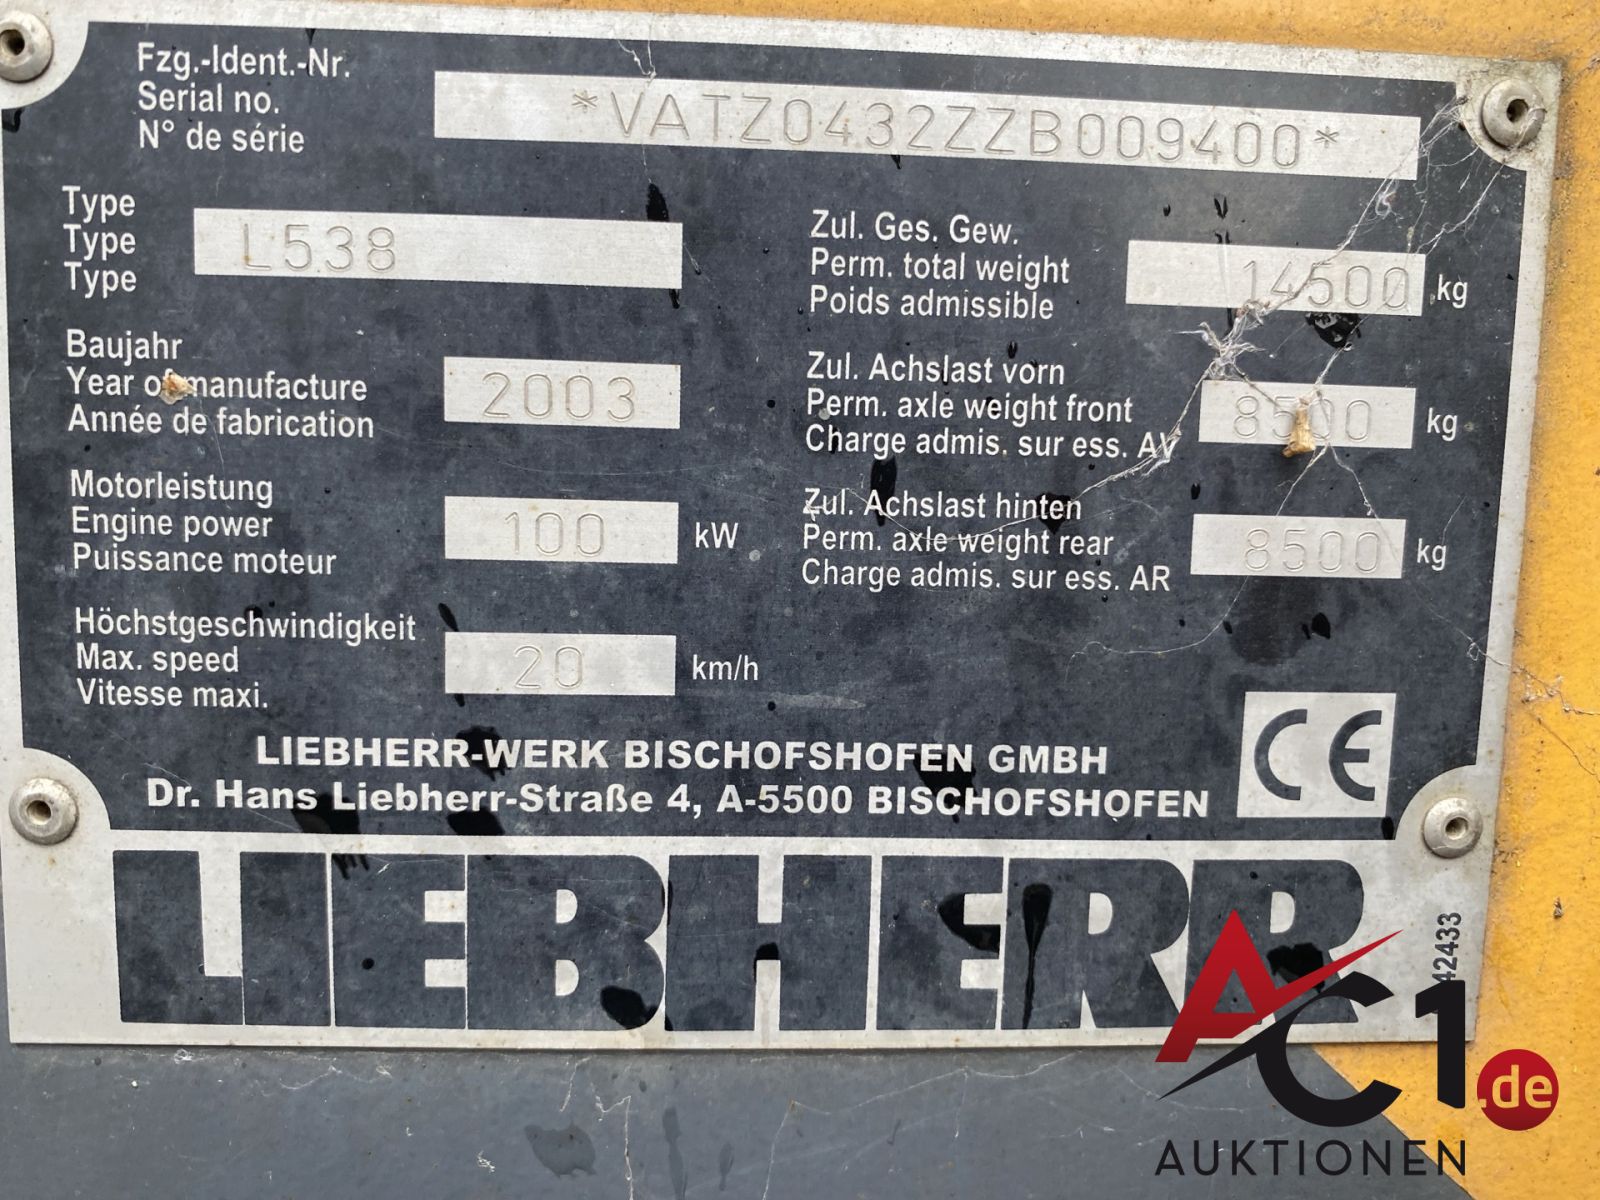 Fzg.-Ident.-Nr.
Serial no.
N° de série
*VATZ0432ZZB009400*
Type
Type
Type
L538
Baujahr
Year of manufacture
Année de fabrication
2003
Motorleistung
Engine power
Puissance moteur
100 kW
Höchstgeschwindigkeit
Max. speed
Vitesse maxi.
20 km/h
Zul. Ges. Gew.
Perm. total weight
Poids admissible
14500 kg
Zul. Achslast vorn
Perm. axle weight front
Charge admis. sur ess. AV
8500 kg
Zul. Achslast hinten
Perm. axle weight rear
Charge admis. sur ess. AR
8500 kg
CE
LIEBHERR-WERK BISCHOFSHOFEN GMBH
Dr. Hans Liebherr-Straße 4, A-5500 BISCHOFSHOFEN
LIEBHERR
AC1.de
AUKTIONEN